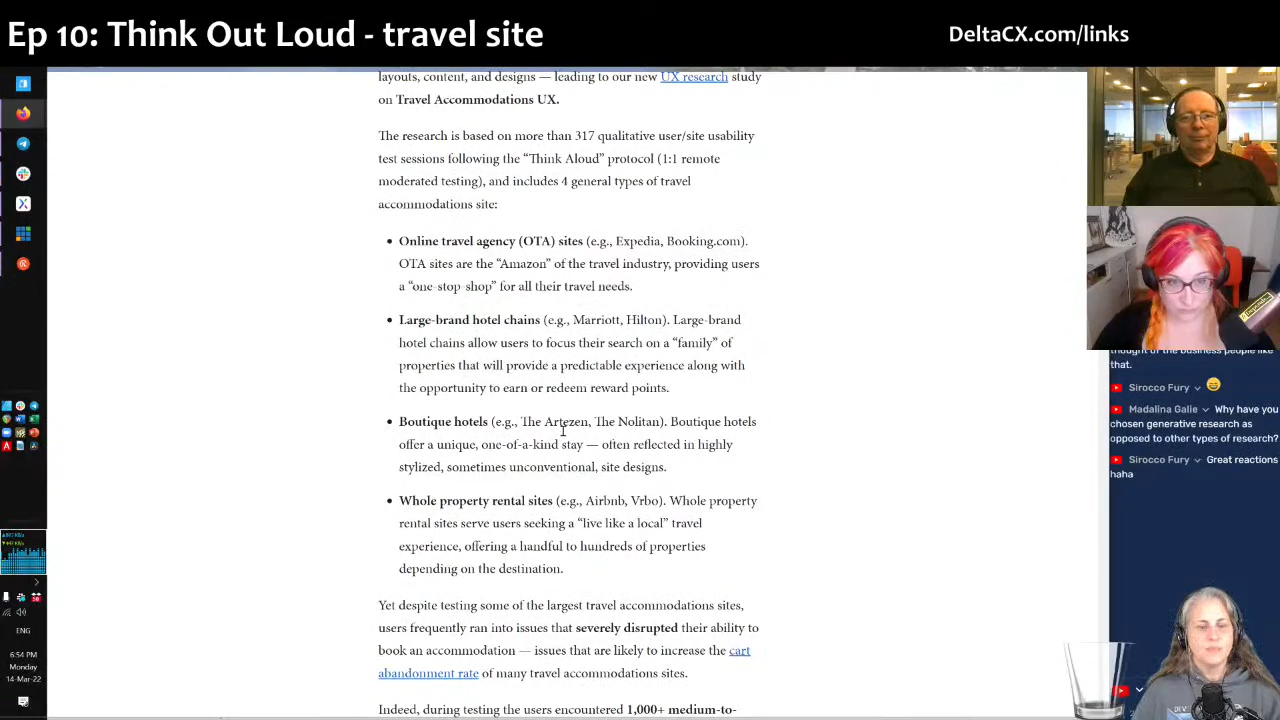 Ep 10: Think Out Loud - travel site
DeltaCX.com/links
layouts, content, and designs — leading to our new UX research study
on Travel Accommodations UX.
The research is based on more than 317 qualitative user/site usability
test sessions following the “Think Aloud” protocol (1:1 remote
moderated testing), and includes 4 general types of travel
accommodations site:
• Online travel agency (OTA) sites (e.g., Expedia, Booking.com).
OTA sites are the “Amazon” of the travel industry, providing users
a “one-stop-shop” for all their travel needs.
• Large-brand hotel chains (e.g., Marriott, Hilton). Large-brand
hotel chains allow users to focus their search on a “family” of
properties that will provide a predictable experience along with
the opportunity to earn or redeem reward points.
• Boutique hotels (e.g., The Artezen, The Nolitan). Boutique hotels
offer a unique, one-of-a-kind stay — often reflected in highly
stylized, sometimes unconventional, site designs.
• Whole property rental sites (e.g., Airbnb, Vrbo). Whole property
rental sites serve users seeking a “live like a local” travel
experience, offering a handful to hundreds of properties
depending on the destination.
Yet despite testing some of the largest travel accommodations sites,
users frequently ran into issues that severely disrupted their ability to
book an accommodation — issues that are likely to increase the cart
abandonment rate of many travel accommodations sites.
Indeed, during testing the users encountered 1,000+ medium-to-
thought of the business people like
that.
Sirocco Fury
Madalina Galie Why have you
chosen generative research as
opposed to other types of research?
Sirocco Fury Great reactions
haha
ENG
6:54 PM
Monday
14-Mar-22